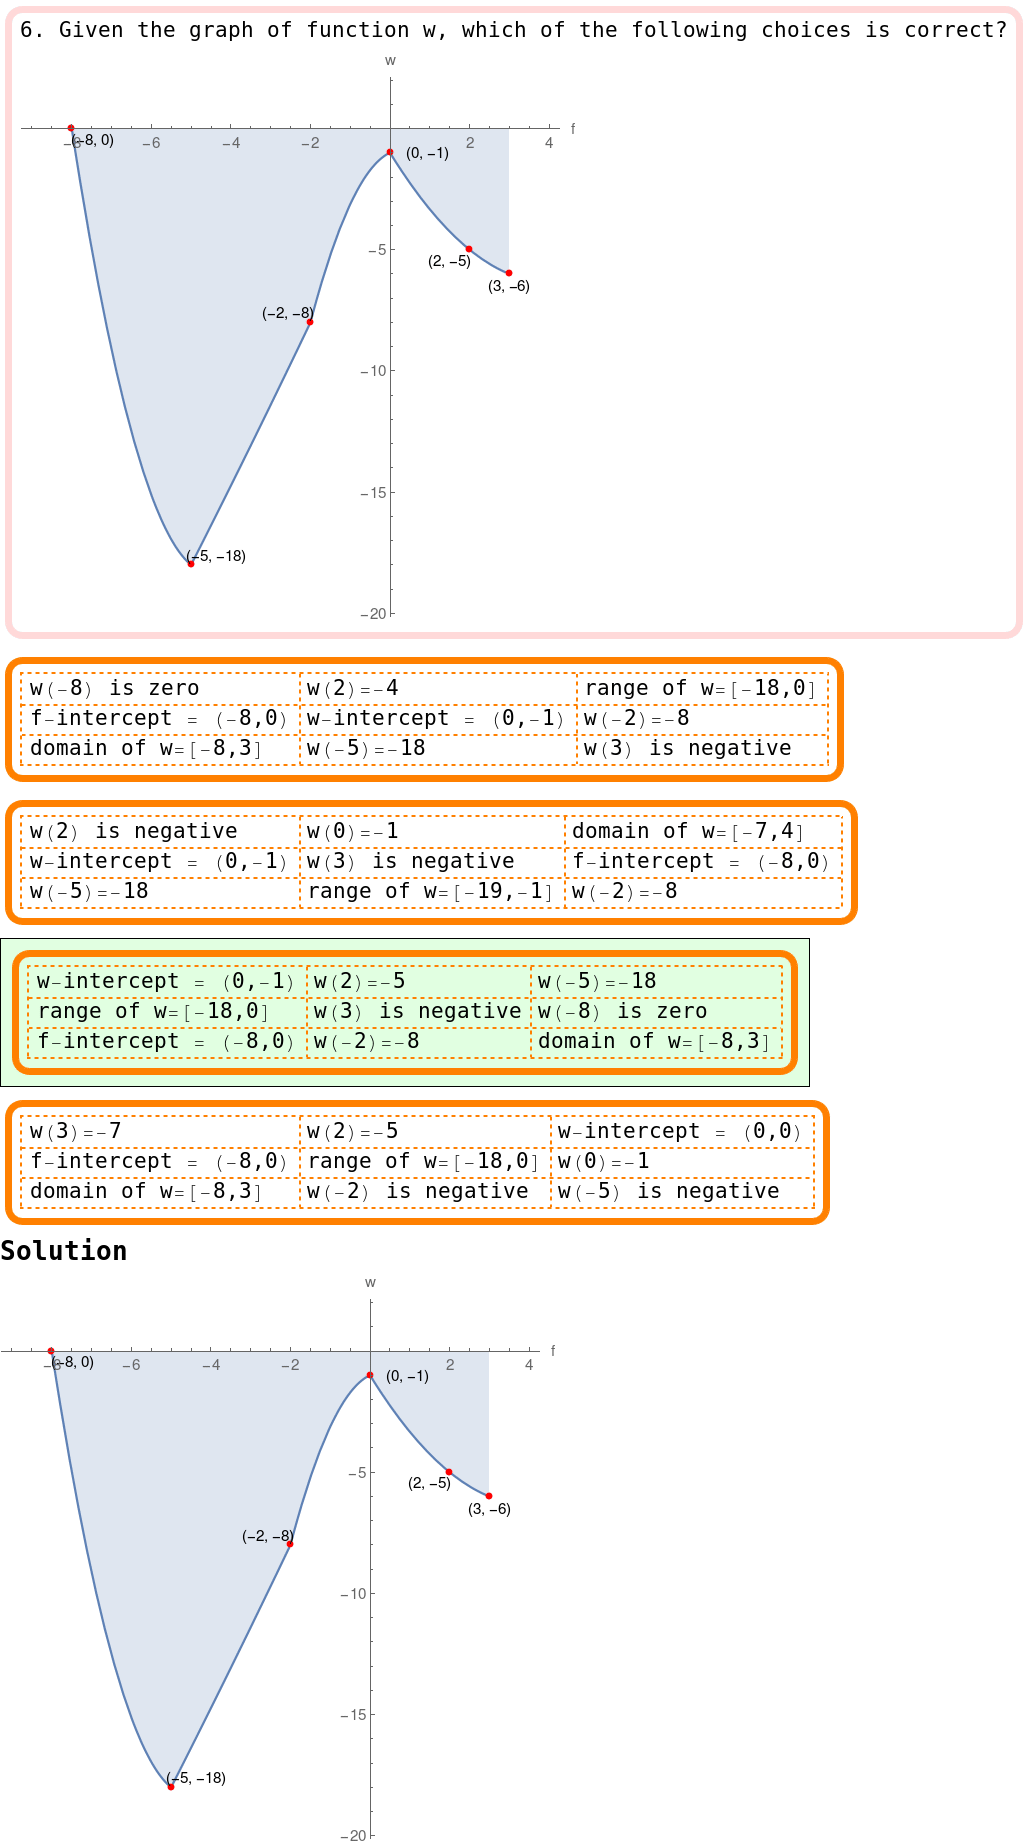 6. Given the graph of function w, which of the following choices is correct?
w
f
(−8, 0)
−8 −6 −4 −2 2 4
(0, −1)
−5
(2, −5)
(3, −6)
(−2, −8)
−10
−15
(−5, −18)
−20
w(−8) is zero w(2)=−4 range of w=[−18,0]
f−intercept = (−8,0) w−intercept = (0,−1) w(−2)=−8
domain of w=[−8,3] w(−5)=−18 w(3) is negative
w(2) is negative w(0)=−1 domain of w=[−7,4]
w−intercept = (0,−1) w(3) is negative f−intercept = (−8,0)
w(−5)=−18 range of w=[−19,−1] w(−2)=−8
w−intercept = (0,−1) w(2)=−5 w(−5)=−18
range of w=[−18,0] w(3) is negative w(−8) is zero
f−intercept = (−8,0) w(−2)=−8 domain of w=[−8,3]
w(3)=−7 w(2)=−5 w−intercept = (0,0)
f−intercept = (−8,0) range of w=[−18,0] w(0)=−1
domain of w=[−8,3] w(−2) is negative w(−5) is negative
Solution
w
f
(−8, 0)
−8 −6 −4 −2 2 4
(0, −1)
−5
(2, −5)
(3, −6)
(−2, −8)
−10
−15
(−5, −18)
−20